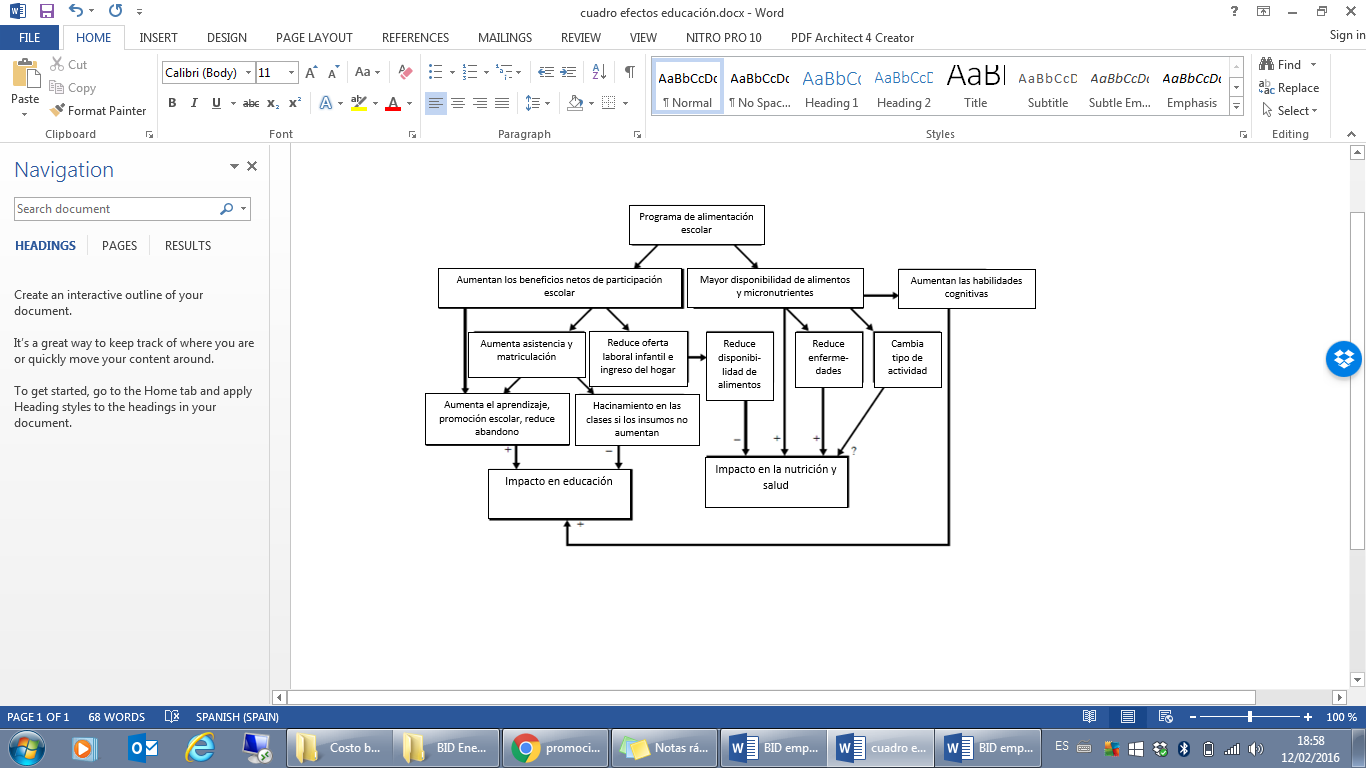 cuadro efectos educación.docx - Word
?
FILE
HOME
INSERT
DESIGN
PAGE LAYOUT
REFERENCES
MAILINGS
REVIEW
VIEW
NITRO PRO 10
PDF Architect 4 Creator
Sign in
Paste
Cut
Copy
Format Painter
Clipboard
Calibri (Body)
11
Font
Paragraph
AaBbCcDc
¶ Normal
AaBbCcDc
¶ No Spac...
AaBbCc
Heading 1
AaBbCcD
Heading 2
AaB
Title
AaBbCcD
Subtitle
AaBbCcDc
Subtle Em...
AaBbCcDc
Emphasis
Styles
Find
Replace
Select
Editing
Navigation
Search document
HEADINGS
PAGES
RESULTS
Create an interactive outline of your
document.
It's a great way to keep track of where you are
or quickly move your content around.
To get started, go to the Home tab and apply
Heading styles to the headings in your
document.
Programa de alimentación
escolar
Aumentan los beneficios netos de participación
escolar
Mayor disponibilidad de alimentos
y micronutrientes
Aumentan las habilidades
cognitivas
Aumenta asistencia y
matriculación
Reduce oferta
laboral infantil e
ingreso del hogar
Reduce
disponibi-
lidad de
alimentos
Reduce
enferme-
dades
Cambia
tipo de
actividad
Aumenta el aprendizaje,
promoción escolar, reduce
abandono
Hacinamiento en las
clases si los insumos no
aumentan
+
–
–
+
+
?
Impacto en educación
Impacto en la nutrición y
salud
+
PAGE 1 OF 1
68 WORDS
SPANISH (SPAIN)
100 %
Costo b...
BID Ene...
promoci...
Notas rá...
BID emp...
cuadro e...
BID emp...
ES
18:58
12/02/2016